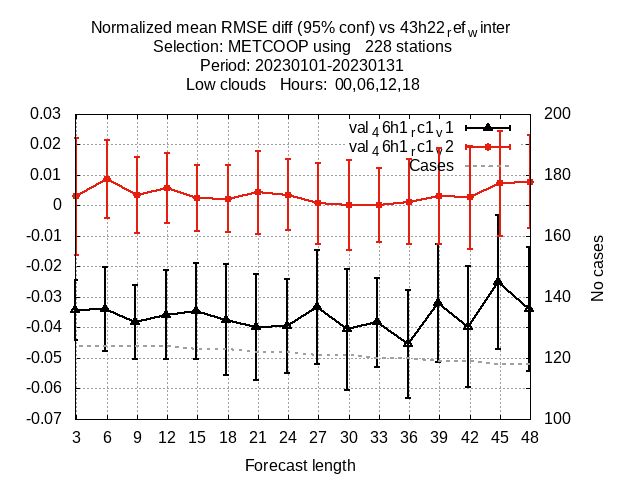 Normalized mean RMSE diff (95% conf) vs 43h22refwinter
Selection: METCOOP using 228 stations
Period: 20230101-20230131
Low clouds Hours: 00,06,12,18
val46h1rc1v1
val46h1rc1v2
Cases
0.03
0.02
0.01
0
-0.01
-0.02
-0.03
-0.04
-0.05
-0.06
-0.07
200
180
160
140
120
100
No cases
3 6 9 12 15 18 21 24 27 30 33 36 39 42 45 48
Forecast length